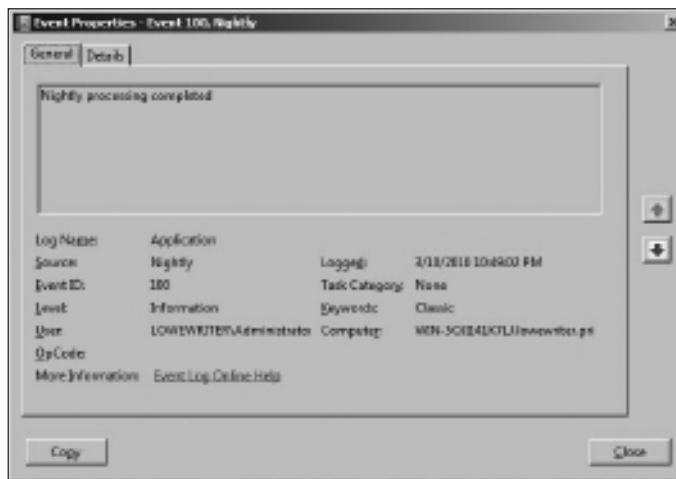 Event Properties - Event 100, Nightly
General Details
Nightly processing completed
Log Name: Application
Source: Nightly Logged: 3/10/2010 10:49:02 PM
Event ID: 100 Task Category: None
Level: Information Keywords: Classic
User: LOWEWRITER\Administrator Computer:
OpCode:
More Information: Event Log Online Help
Copy Close